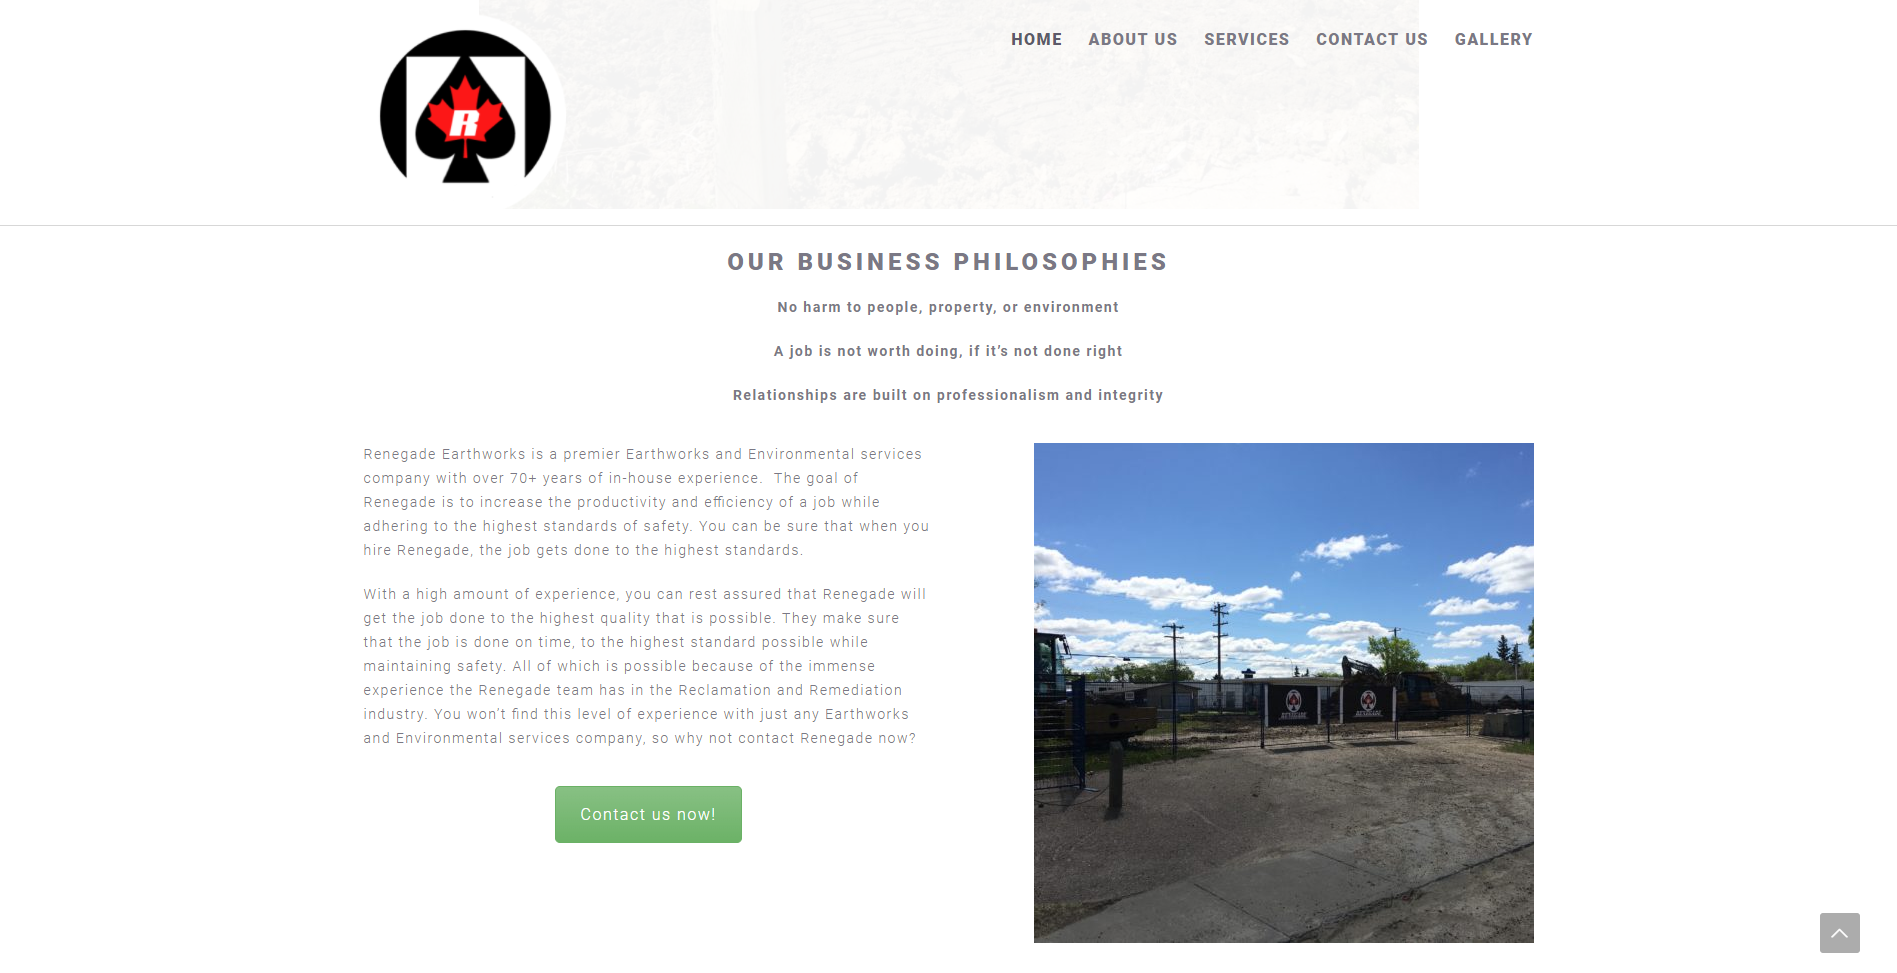 R
HOME ABOUT US SERVICES CONTACT US GALLERY
OUR BUSINESS PHILOSOPHIES
No harm to people, property, or environment
A job is not worth doing, if it’s not done right
Relationships are built on professionalism and integrity
Renegade Earthworks is a premier Earthworks and Environmental services
company with over 70+ years of in-house experience.  The goal of
Renegade is to increase the productivity and efficiency of a job while
adhering to the highest standards of safety. You can be sure that when you
hire Renegade, the job gets done to the highest standards.
With a high amount of experience, you can rest assured that Renegade will
get the job done to the highest quality that is possible. They make sure
that the job is done on time, to the highest standard possible while
maintaining safety. All of which is possible because of the immense
experience the Renegade team has in the Reclamation and Remediation
industry. You won’t find this level of experience with just any Earthworks
and Environmental services company, so why not contact Renegade now?
Contact us now!
RENEGADE RENEGADE